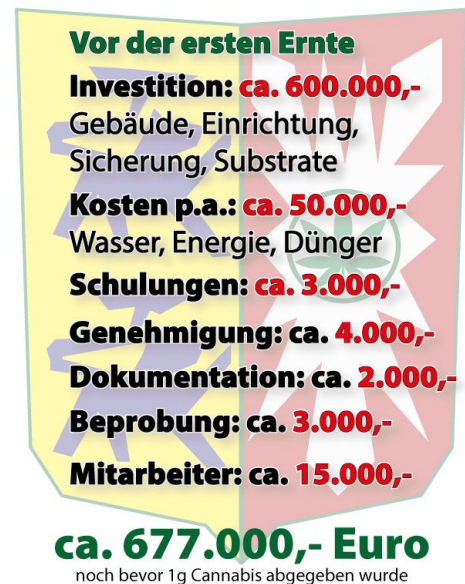 Vor der ersten Ernte
Investition: ca. 600.000,-
Gebäude, Einrichtung,
Sicherung, Substrate
Kosten p.a.: ca. 50.000,-
Wasser, Energie, Dünger
Schulungen: ca. 3.000,-
Genehmigung: ca. 4.000,-
Dokumentation: ca. 2.000,-
Beprobung: ca. 3.000,-
Mitarbeiter: ca. 15.000,-
ca. 677.000,- Euro
noch bevor 1g Cannabis abgegeben wurde